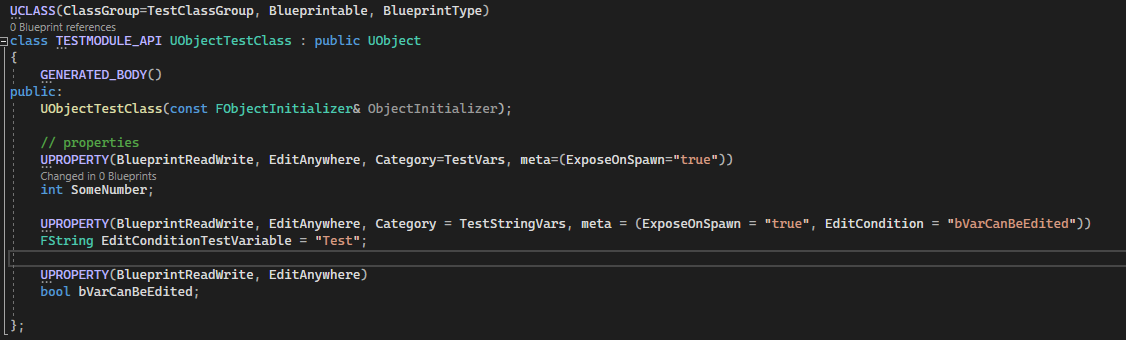 UCLASS(ClassGroup=TestClassGroup, Blueprintable, BlueprintType)
0 Blueprint references
class TESTMODULE_API UObjectTestClass : public UObject
{
GENERATED_BODY()
public:
UObjectTestClass(const FObjectInitializer& ObjectInitializer);
// properties
UPROPERTY(BlueprintReadWrite, EditAnywhere, Category=TestVars, meta=(ExposeOnSpawn="true"))
Changed in 0 Blueprints
int SomeNumber;
UPROPERTY(BlueprintReadWrite, EditAnywhere, Category = TestStringVars, meta = (ExposeOnSpawn = "true", EditCondition = "bVarCanBeEdited"))
FString EditConditionTestVariable = "Test";
UPROPERTY(BlueprintReadWrite, EditAnywhere)
bool bVarCanBeEdited;
};